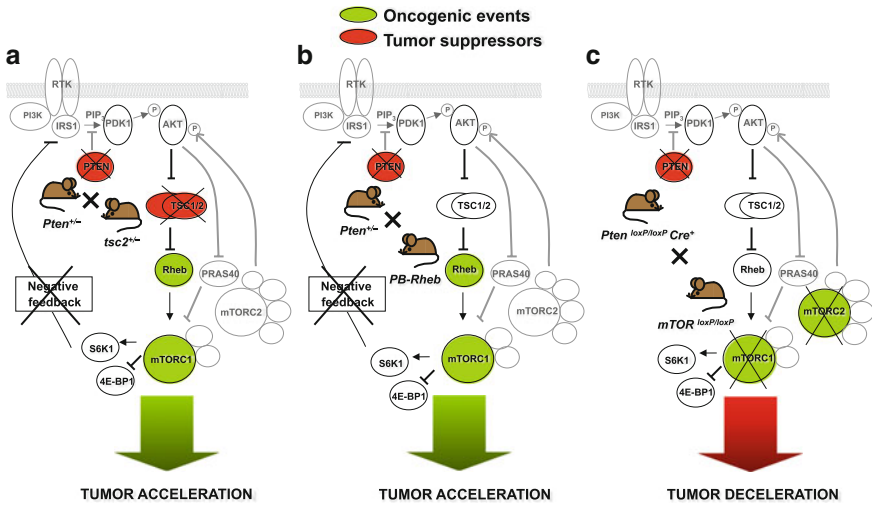 Oncogenic events
Tumor suppressors
a
RTK
PI3K
IRS1
PIP3
PDK1
P
AKT
P
PTEN
TSC1/2
Pten+/–
tsc2+/–
Rheb
PRAS40
Negative
feedback
mTORC2
S6K1
mTORC1
4E-BP1
TUMOR ACCELERATION
b
RTK
PI3K
IRS1
PIP3
PDK1
P
AKT
P
PTEN
TSC1/2
Pten+/–
PB-Rheb
Rheb
PRAS40
Negative
feedback
mTORC2
S6K1
mTORC1
4E-BP1
TUMOR ACCELERATION
c
RTK
PI3K
IRS1
PIP3
PDK1
P
AKT
P
PTEN
TSC1/2
Pten loxP/loxP Cre+
Rheb
PRAS40
mTORC2
mTOR loxP/loxP
S6K1
mTORC1
4E-BP1
TUMOR DECELERATION